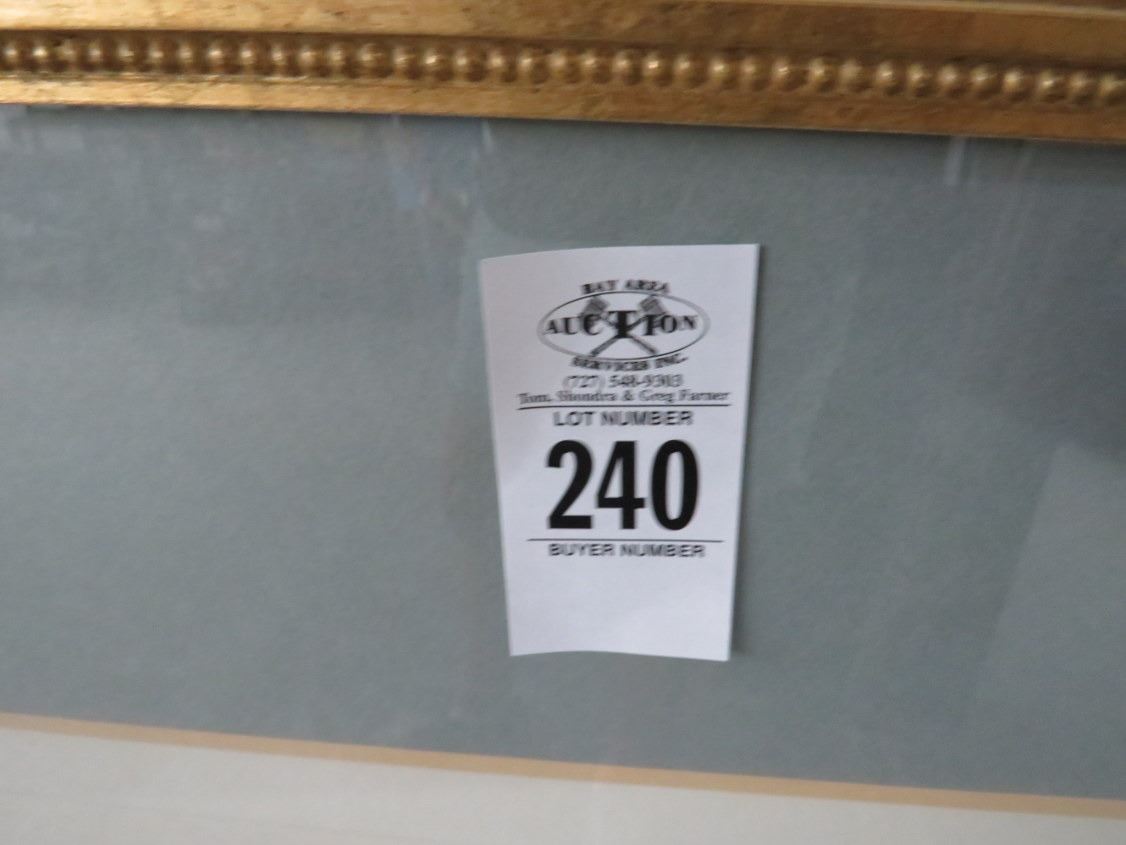 BAY AREA
AUCTION
SERVICES INC.
(727) 548-9303
Tom, Shondra & Greg Farner
LOT NUMBER
240
BUYER NUMBER